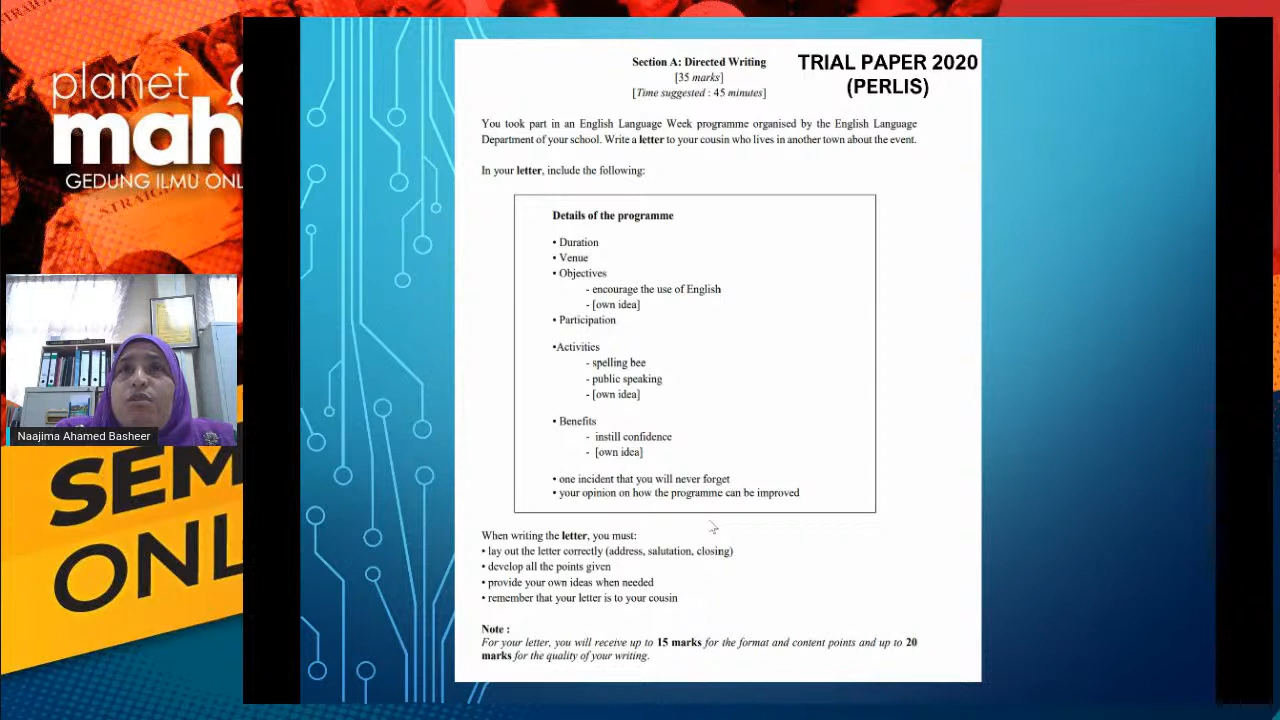 STRAIGHT
planet
mah
GEDUNG ILMU ONL
Naajima Ahamed Basheer
SEM
ONL
TRIAL PAPER 2020
(PERLIS)
Section A: Directed Writing
[35 marks]
[Time suggested : 45 minutes]
You took part in an English Language Week programme organised by the English Language
Department of your school. Write a letter to your cousin who lives in another town about the event.
In your letter, include the following:
Details of the programme
• Duration
• Venue
• Objectives
- encourage the use of English
- [own idea]
• Participation
•Activities
- spelling bee
- public speaking
- [own idea]
• Benefits
- instill confidence
- [own idea]
• one incident that you will never forget
• your opinion on how the programme can be improved
When writing the letter, you must:
• lay out the letter correctly (address, salutation, closing)
• develop all the points given
• provide your own ideas when needed
• remember that your letter is to your cousin
Note :
For your letter, you will receive up to 15 marks for the format and content points and up to 20
marks for the quality of your writing.